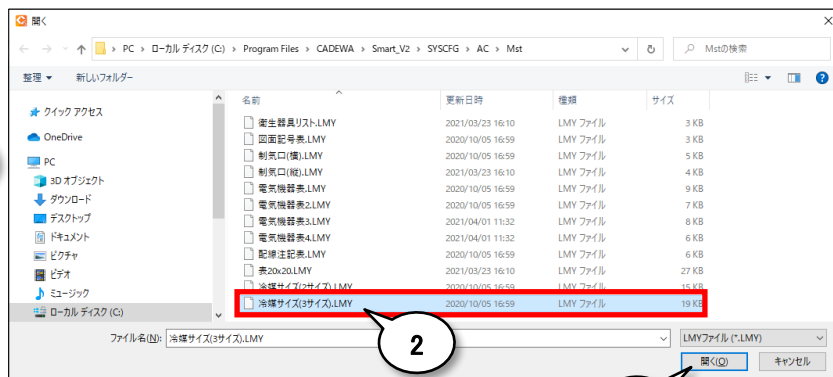 開く
PC › ローカル ディスク (C:) › Program Files › CADEWA › Smart_V2 › SYSCFG › AC › Mst
Mstの検索
整理 新しいフォルダー
名前 更新日時 種類 サイズ
クイック アクセス
OneDrive
PC
3D オブジェクト
ダウンロード
デスクトップ
ドキュメント
ピクチャ
ビデオ
ミュージック
ローカル ディスク (C:)
衛生器具リスト.LMY 2021/03/23 16:10 LMY ファイル 3 KB
図面記号表.LMY 2020/10/05 16:59 LMY ファイル 3 KB
制気口(横).LMY 2020/10/05 16:59 LMY ファイル 5 KB
制気口(縦).LMY 2021/03/23 16:10 LMY ファイル 4 KB
電気機器表.LMY 2020/10/05 16:59 LMY ファイル 9 KB
電気機器表2.LMY 2020/10/05 16:59 LMY ファイル 7 KB
電気機器表3.LMY 2021/04/01 11:32 LMY ファイル 8 KB
電気機器表4.LMY 2021/04/01 11:32 LMY ファイル 6 KB
配線注記表.LMY 2020/10/05 16:59 LMY ファイル 6 KB
表20x20.LMY 2021/03/23 16:10 LMY ファイル 27 KB
冷媒サイズ(2サイズ).LMY 2020/10/05 16:59 LMY ファイル 15 KB
冷媒サイズ(3サイズ).LMY 2020/10/05 16:59 LMY ファイル 19 KB
ファイル名(N): 冷媒サイズ(3サイズ).LMY
LMYファイル (*.LMY)
2
開く(O) キャンセル